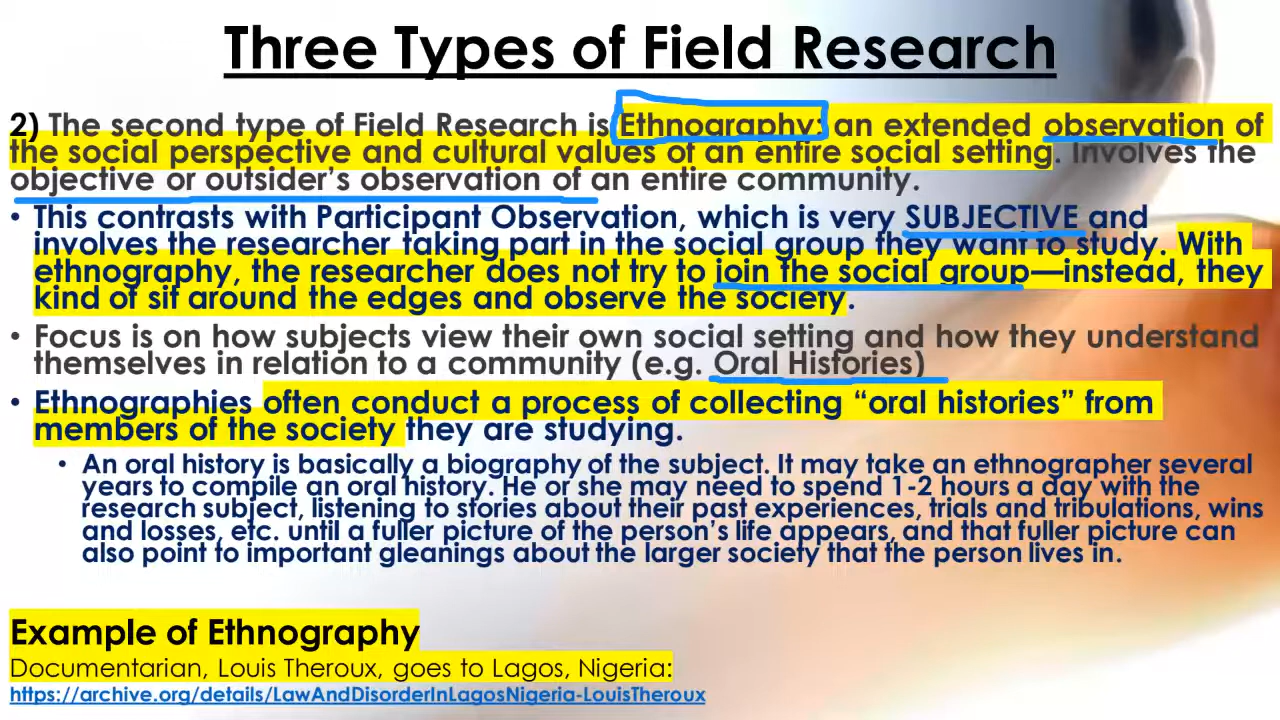 Three Types of Field Research
2) The second type of Field Research is Ethnography: an extended observation of
the social perspective and cultural values of an entire social setting. Involves the
objective or outsider's observation of an entire community.
• This contrasts with Participant Observation, which is very SUBJECTIVE and
involves the researcher taking part in the social group they want to study. With
ethnography, the researcher does not try to join the social group—instead, they
kind of sit around the edges and observe the society.
• Focus is on how subjects view their own social setting and how they understand
themselves in relation to a community (e.g. Oral Histories)
• Ethnographies often conduct a process of collecting “oral histories” from
members of the society they are studying.
• An oral history is basically a biography of the subject. It may take an ethnographer several
years to compile an oral history. He or she may need to spend 1-2 hours a day with the
research subject, listening to stories about their past experiences, trials and tribulations, wins
and losses, etc. until a fuller picture of the person's life appears, and that fuller picture can
also point to important gleanings about the larger society that the person lives in.
Example of Ethnography
Documentarian, Louis Theroux, goes to Lagos, Nigeria:
https://archive.org/details/LawAndDisorderInLagosNigeria-LouisTheroux